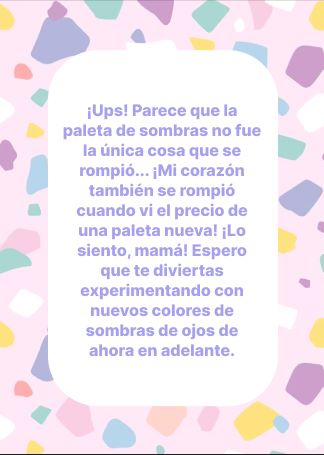 ¡Ups! Parece que la
paleta de sombras no fue
la única cosa que se
rompió... ¡Mi corazón
también se rompió
cuando vi el precio de
una paleta nueva! ¡Lo
siento, mamá! Espero
que te diviertas
experimentando con
nuevos colores de
sombras de ojos de
ahora en adelante.